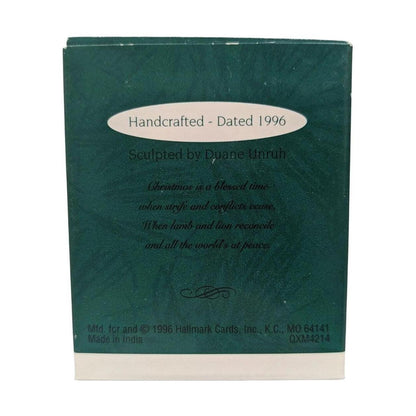 Handcrafted - Dated 1996
Sculpted by Duane Unruh
Christmas is a blessed time
when strife and conflicts cease,
When lamb and lion reconcile
and all the world's at peace.
Mfd. for and © 1996 Hallmark Cards, Inc., K.C., MO 64141
Made in India QXM4214